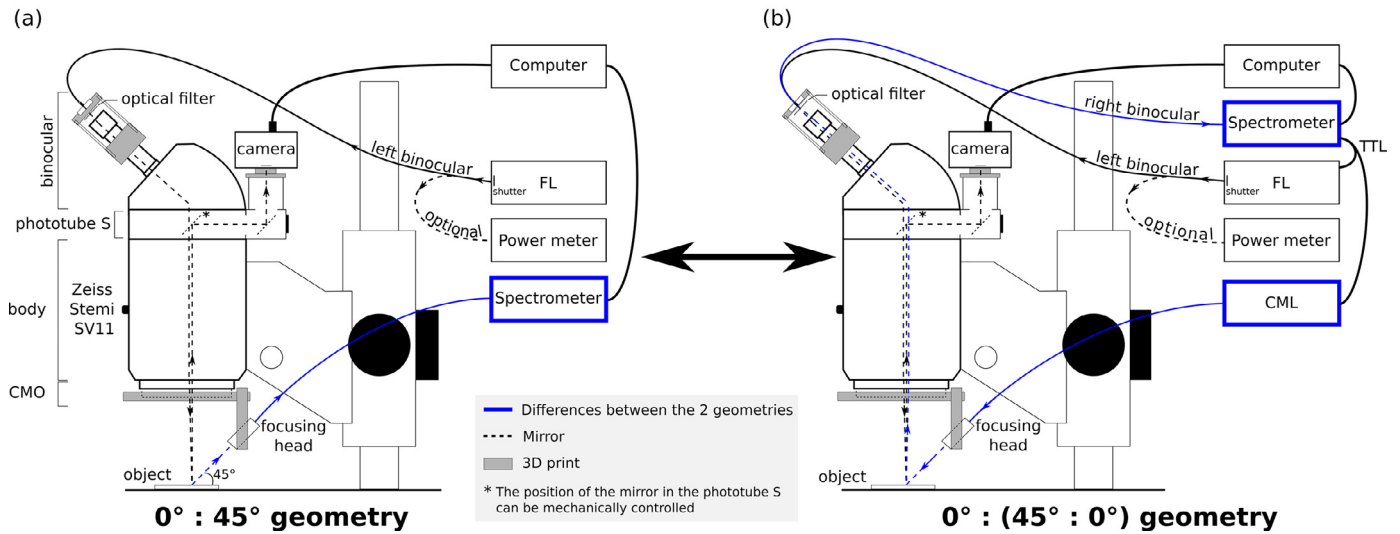 (a)
Computer
optical filter
binocular
camera
left binocular
shutter
FL
optional
Power meter
phototube S
*
Spectrometer
Zeiss
Stemi
SV11
body
CMO
focusing
head
object
45°
0° : 45° geometry
Differences between the 2 geometries
Mirror
3D print
* The position of the mirror in the phototube S
can be mechanically controlled
(b)
Computer
optical filter
right binocular
Spectrometer
camera
left binocular
TTL
shutter
FL
optional
Power meter
*
CML
focusing
head
object
0° : (45° : 0°) geometry